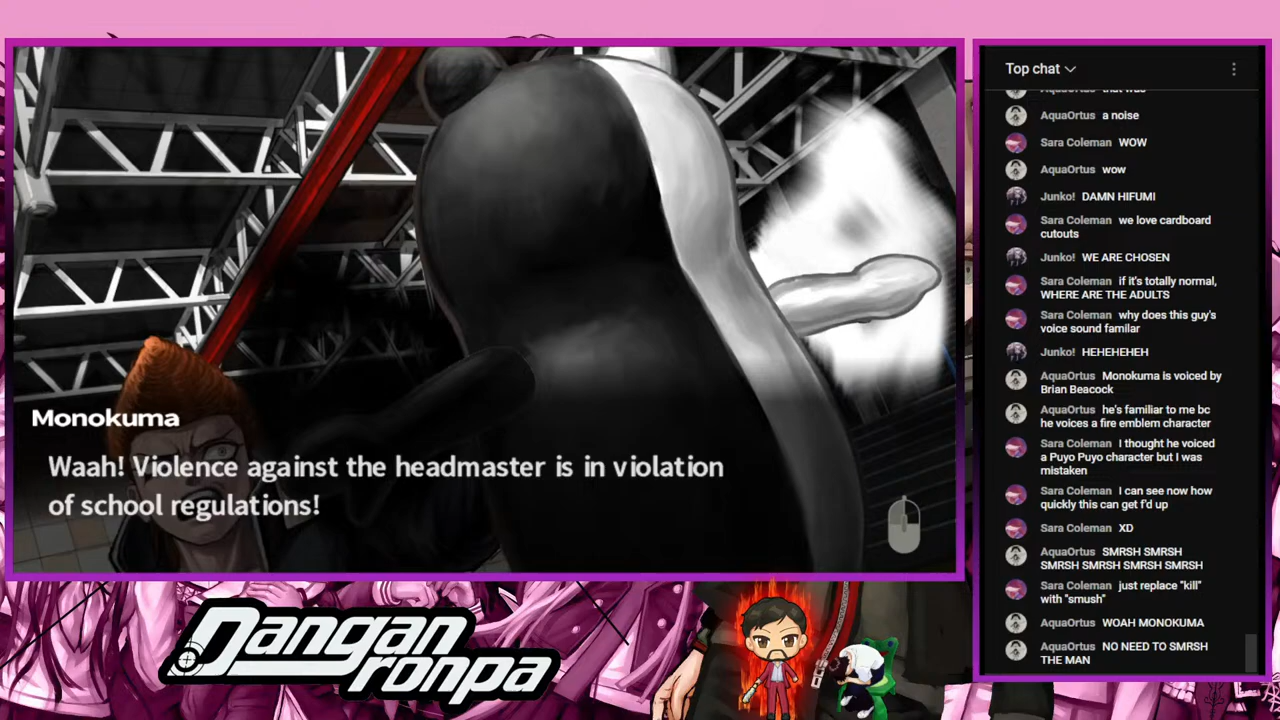 Monokuma
Waah! Violence against the headmaster is in violation
of school regulations!
Dangan
ronpa
Top chat
AquaOrtus that was
AquaOrtus a noise
Sara Coleman WOW
AquaOrtus wow
Junko! DAMN HIFUMI
Sara Coleman we love cardboard
cutouts
Junko! WE ARE CHOSEN
Sara Coleman if it's totally normal,
WHERE ARE THE ADULTS
Sara Coleman why does this guy's
voice sound familar
Junko! HEHEHEHEH
AquaOrtus Monokuma is voiced by
Brian Beacock
AquaOrtus he's familiar to me bc
he voices a fire emblem character
Sara Coleman I thought he voiced
a Puyo Puyo character but I was
mistaken
Sara Coleman I can see now how
quickly this can get f'd up
Sara Coleman XD
AquaOrtus SMRSH SMRSH
SMRSH SMRSH SMRSH SMRSH
Sara Coleman just replace "kill"
with "smush"
AquaOrtus WOAH MONOKUMA
AquaOrtus NO NEED TO SMRSH
THE MAN